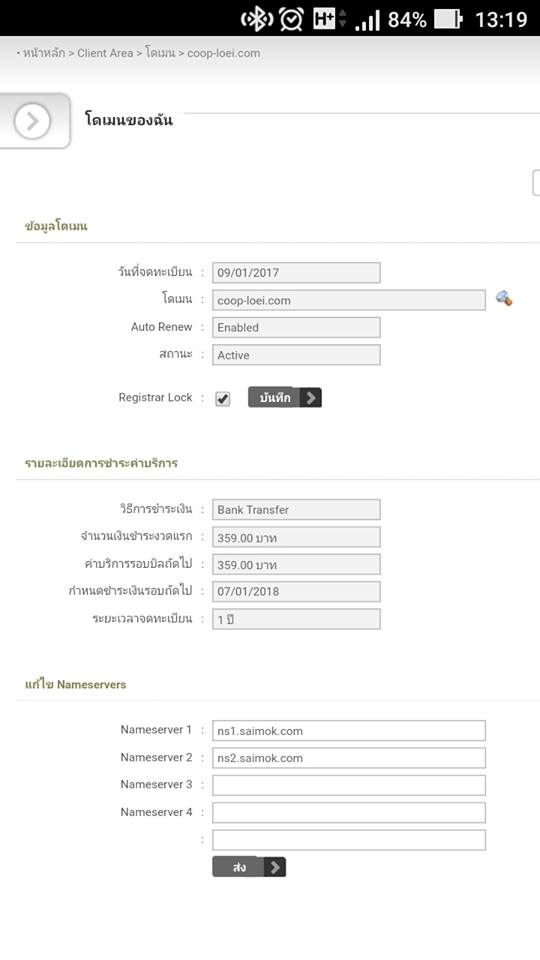 84% 13:19
H+
• หน้าหลัก > Client Area > โดเมน > coop-loei.com
โดเมนของฉัน
ข้อมูลโดเมน
วันที่จดทะเบียน : 09/01/2017
โดเมน : coop-loei.com
Auto Renew : Enabled
สถานะ : Active
Registrar Lock : บันทึก
รายละเอียดการชำระค่าบริการ
วิธีการชำระเงิน : Bank Transfer
จำนวนเงินชำระงวดแรก : 359.00 บาท
ค่าบริการรอบบิลถัดไป : 359.00 บาท
กำหนดชำระเงินรอบถัดไป : 07/01/2018
ระยะเวลาจดทะเบียน : 1 ปี
แก้ไข Nameservers
Nameserver 1 : ns1.saimok.com
Nameserver 2 : ns2.saimok.com
Nameserver 3 :
Nameserver 4 :
:
ส่ง